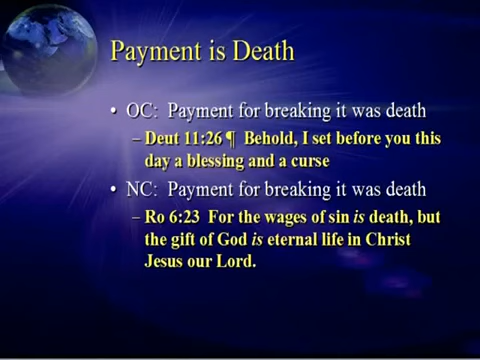 Payment is Death
• OC:  Payment for breaking it was death
– Deut 11:26 ¶  Behold, I set before you this
day a blessing and a curse
• NC:  Payment for breaking it was death
– Ro 6:23  For the wages of sin is death, but
the gift of God is eternal life in Christ
Jesus our Lord.